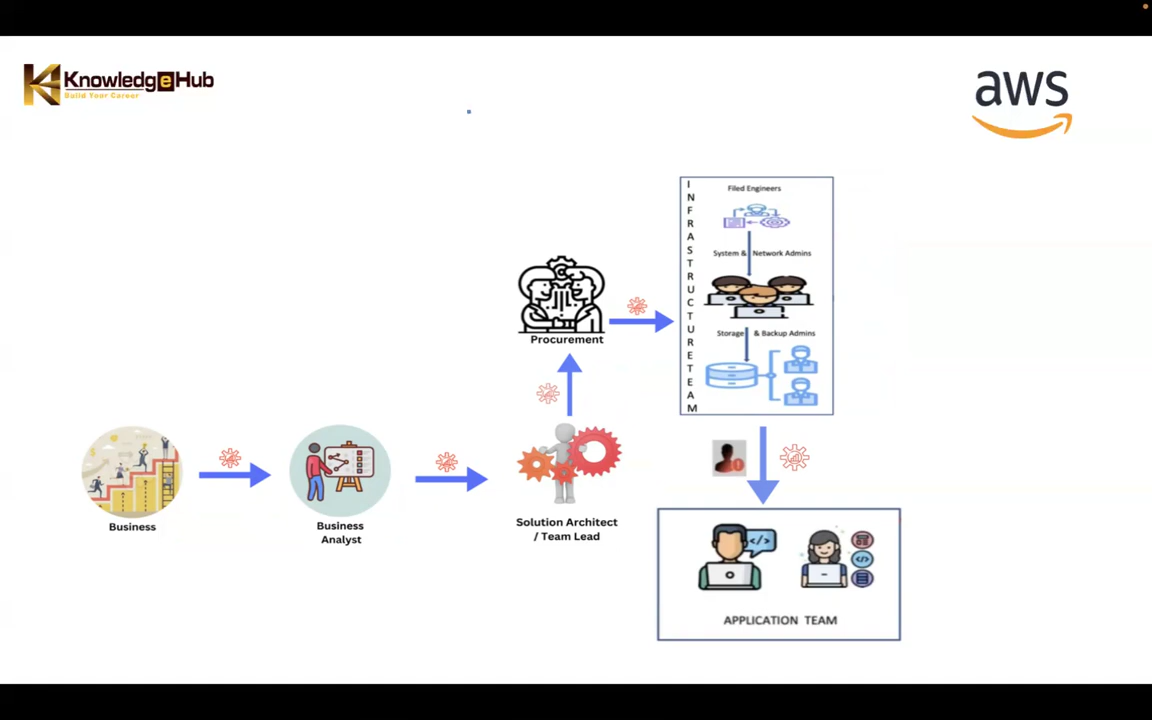 KnowledgeHub
Build Your Career
aws
INFRASTRUCTURETEAM
Filed Engineers
System & Network Admins
Storage & Backup Admins
Procurement
Business
Business
Analyst
Solution Architect
/ Team Lead
APPLICATION TEAM